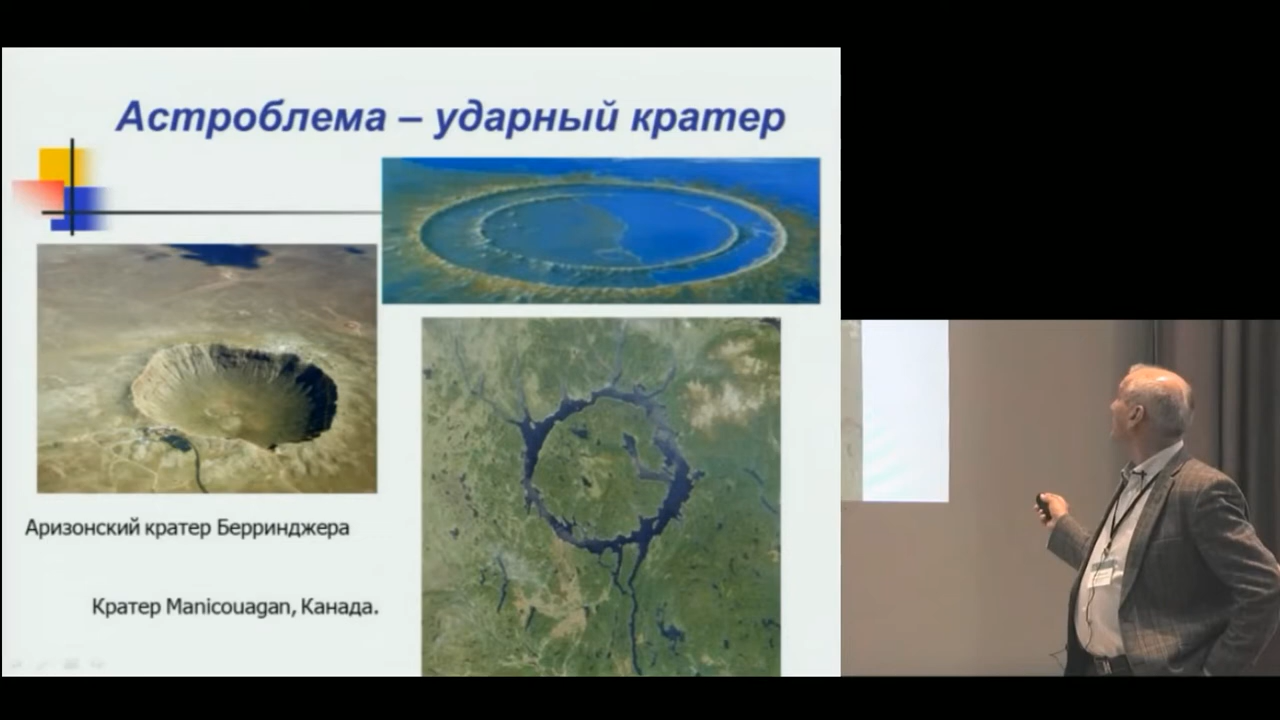 Астроблема – ударный кратер
Аризонский кратер Берринджера
Кратер Manicouagan, Канада.